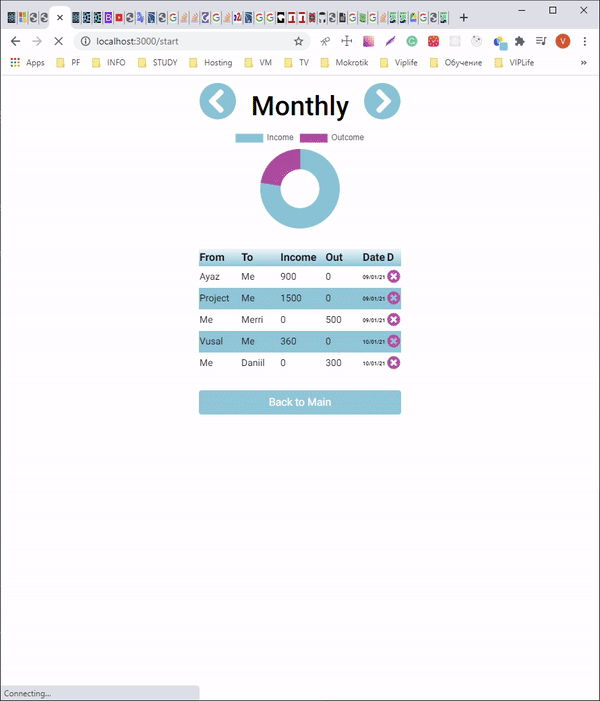 localhost:3000/start
V
Apps PF INFO STUDY Hosting VM TV Mokrotik Viplife Обучение VIPLife »
Monthly
Income Outcome
From To Income Out Date D
Ayaz Me 900 0 09/01/21
Project Me 1500 0 09/01/21
Me Merri 0 500 09/01/21
Vusal Me 360 0 10/01/21
Me Daniil 0 300 10/01/21
Back to Main
Connecting...